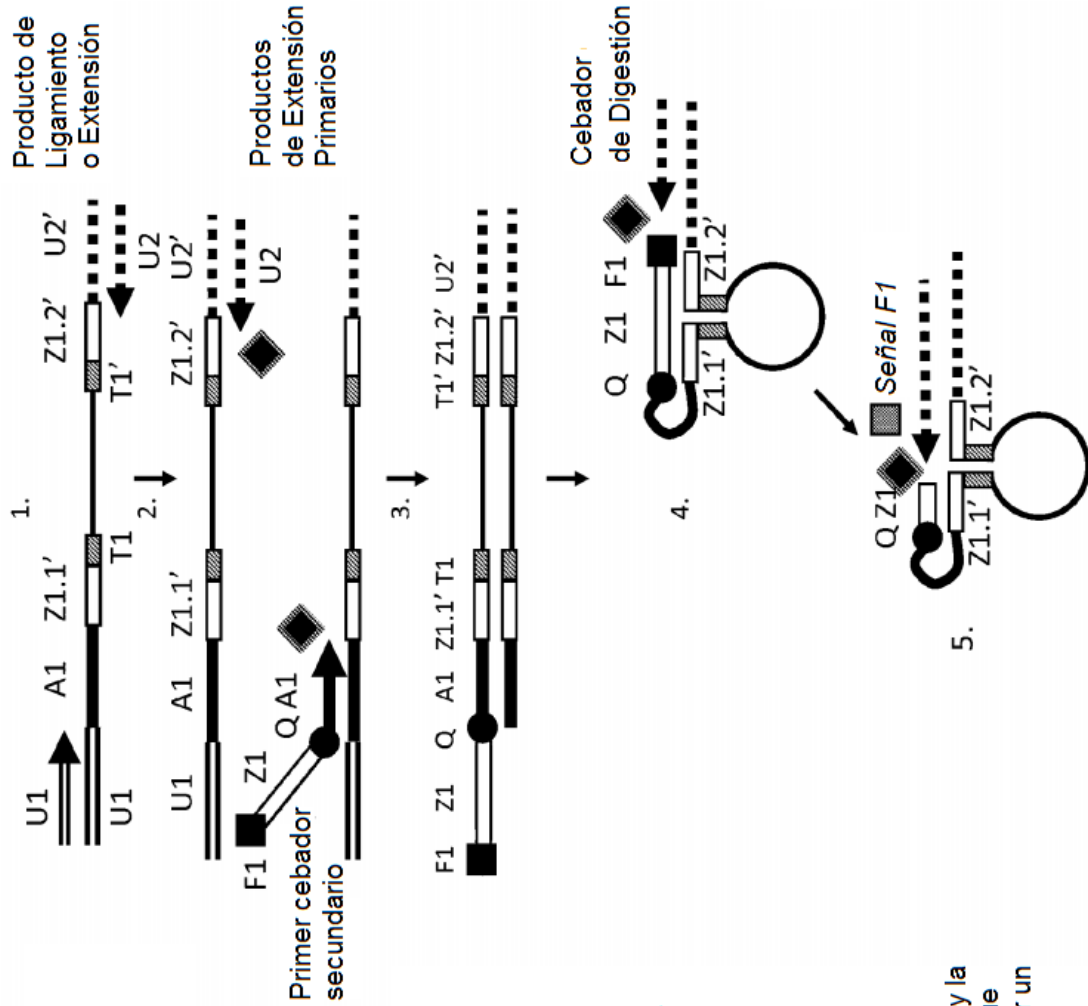 Producto de
Ligamiento
o Extensión
1.
U1 A1 Z1.1' Z1.2' U2'
U1 T1 T1' U2
2.
Productos
de Extensión
Primarios
U1 A1 Z1.1' Z1.2' U2'
U2
F1 Z1 Q A1
Primer cebador
secundario
3.
F1 Z1 Q A1 Z1.1' T1 T1' Z1.2' U2'
4.
Cebador
de Digestión
Q Z1 F1
Z1.1' Z1.2'
5.
Q Z1 Señal F1
Z1.1' Z1.2'
y la
un